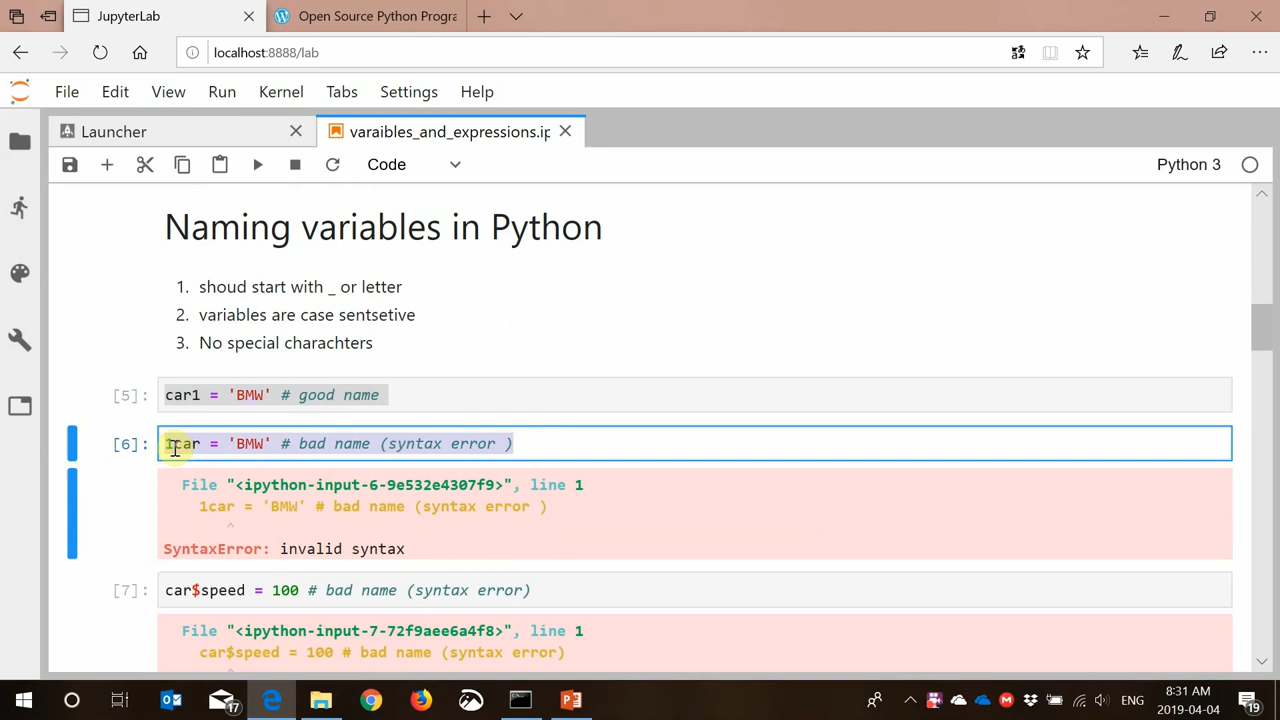 JupyterLab
Open Source Python Progra
localhost:8888/lab
File Edit View Run Kernel Tabs Settings Help
Launcher
varaibles_and_expressions.ip
Code
Python 3
Naming variables in Python
1. shoud start with _ or letter
2. variables are case sentsetive
3. No special charachters
[5]: car1 = 'BMW' # good name
[6]: 1car = 'BMW' # bad name (syntax error )
File "<ipython-input-6-9e532e4307f9>", line 1
1car = 'BMW' # bad name (syntax error )
^
SyntaxError: invalid syntax
[7]: car$speed = 100 # bad name (syntax error)
File "<ipython-input-7-72f9aee6a4f8>", line 1
car$speed = 100 # bad name (syntax error)
17
ENG
8:31 AM
2019-04-04
19